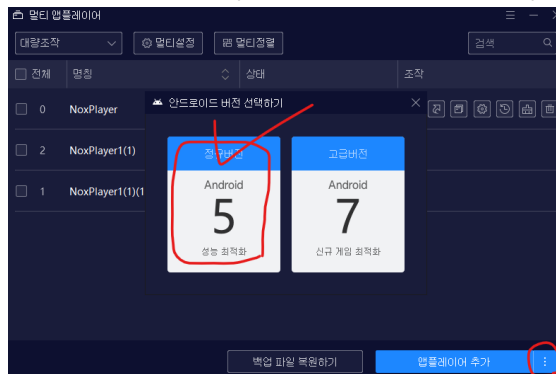 멀티 앱플레이어
대량조작
멀티설정
멀티정렬
검색
전체
명칭
상태
조작
0
NoxPlayer
안드로이드 버전 선택하기
2
NoxPlayer1(1)
1
NoxPlayer1(1)(1
정규버전
Android
5
성능 최적화
고급버전
Android
7
신규 게임 최적화
백업 파일 복원하기
앱플레이어 추가